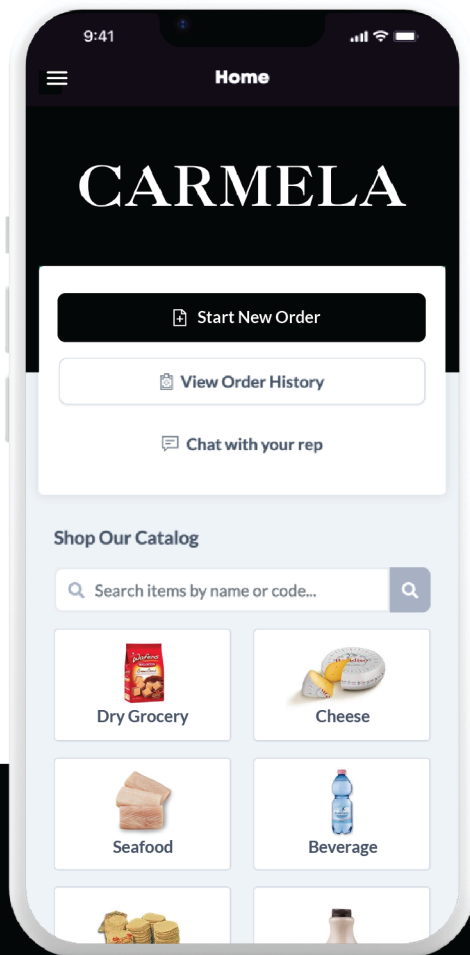 9:41
Home
CARMELA
Start New Order
View Order History
Chat with your rep
Shop Our Catalog
Search items by name or code...
Wafers
Dry Grocery
Cheese
Seafood
Beverage